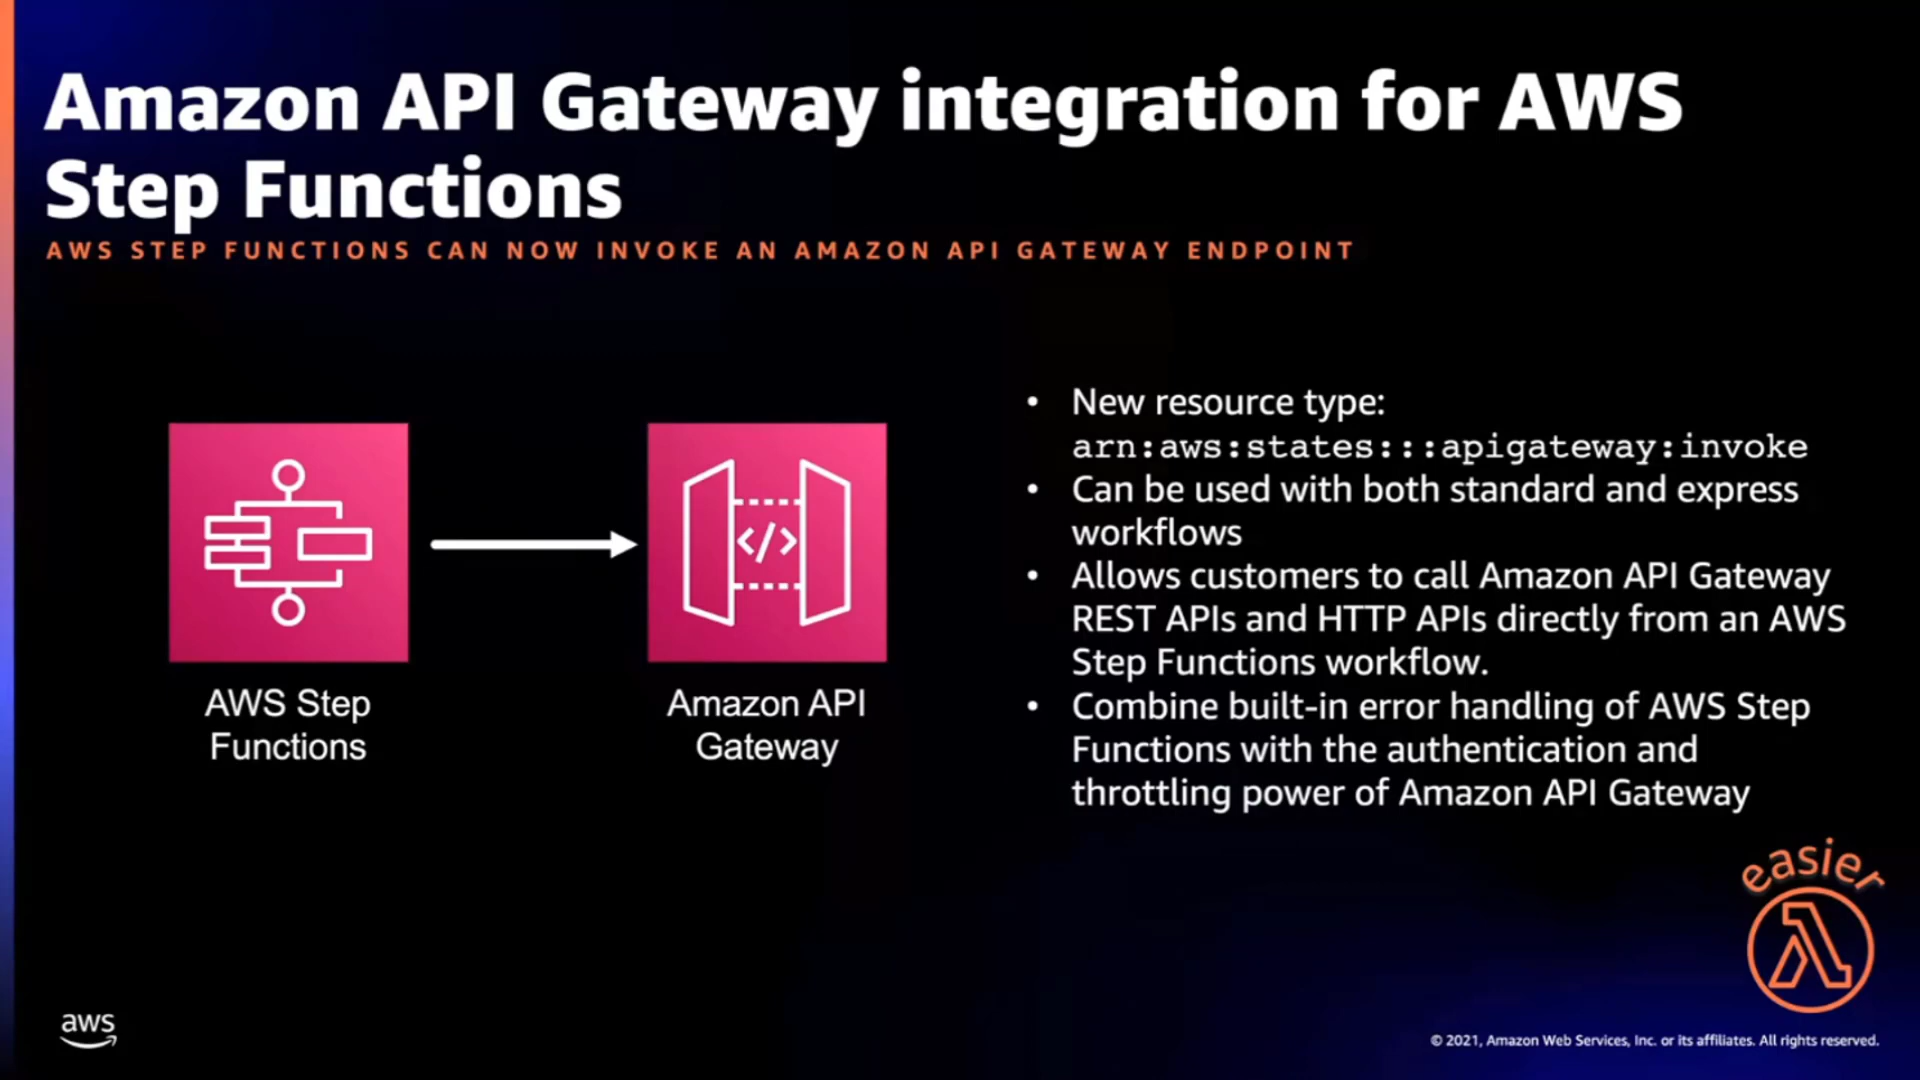 Amazon API Gateway integration for AWS
Step Functions
AWS STEP FUNCTIONS CAN NOW INVOKE AN AMAZON API GATEWAY ENDPOINT
</>
AWS Step
Functions
Amazon API
Gateway
• New resource type:
arn:aws:states:::apigateway:invoke
• Can be used with both standard and express
workflows
• Allows customers to call Amazon API Gateway
REST APIs and HTTP APIs directly from an AWS
Step Functions workflow.
• Combine built-in error handling of AWS Step
Functions with the authentication and
throttling power of Amazon API Gateway
easier
aws
© 2021, Amazon Web Services, Inc. or its affiliates. All rights reserved.